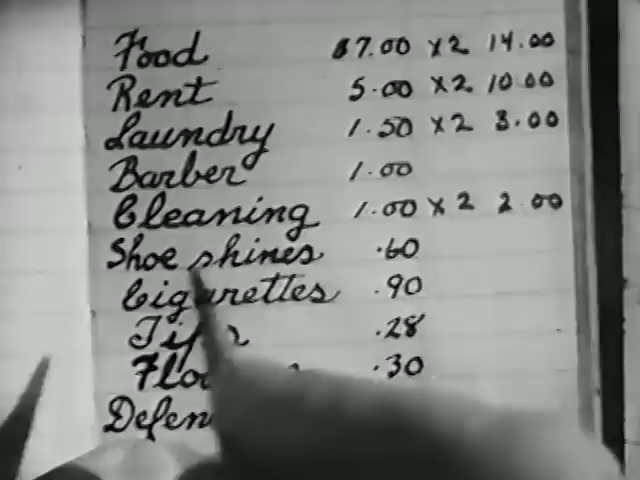 Food $7.00 x2 14.00
Rent 5.00 x2 10.00
Laundry 1.50 x2 3.00
Barber 1.00
Cleaning 1.00 x 2 2.00
Shoe shines .60
Cigarettes .90
.28
.30